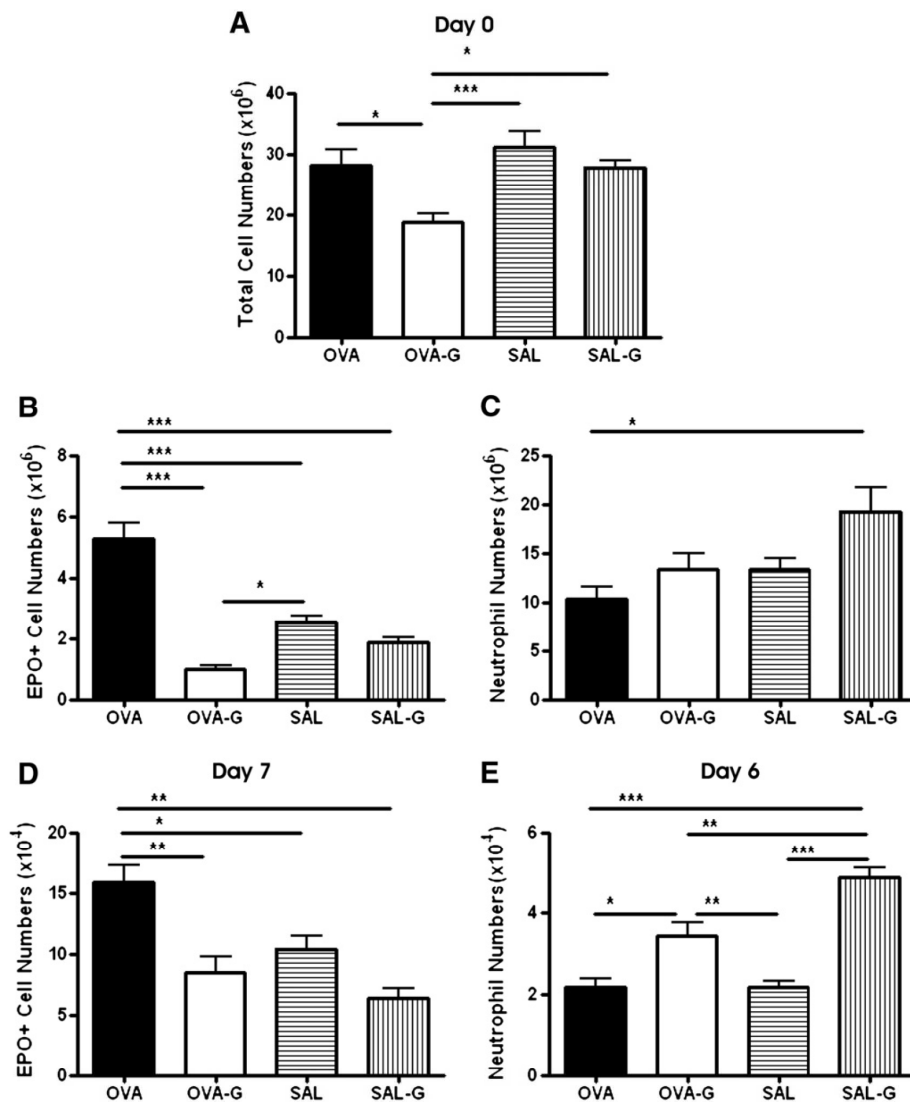 A Day 0
*
***
*
Total Cell Numbers (x10⁶)
40
30
20
10
0
OVA OVA-G SAL SAL-G
B
***
***
***
*
EPO+ Cell Numbers (x10⁶)
8
6
4
2
0
OVA OVA-G SAL SAL-G
C
*
Neutrophil Numbers (x10⁶)
25
20
15
10
5
0
OVA OVA-G SAL SAL-G
D Day 7
**
*
**
EPO+ Cell Numbers (x10⁴)
20
15
10
5
0
OVA OVA-G SAL SAL-G
E Day 6
***
**
***
* **
Neutrophil Numbers (x10⁴)
6
4
2
0
OVA OVA-G SAL SAL-G